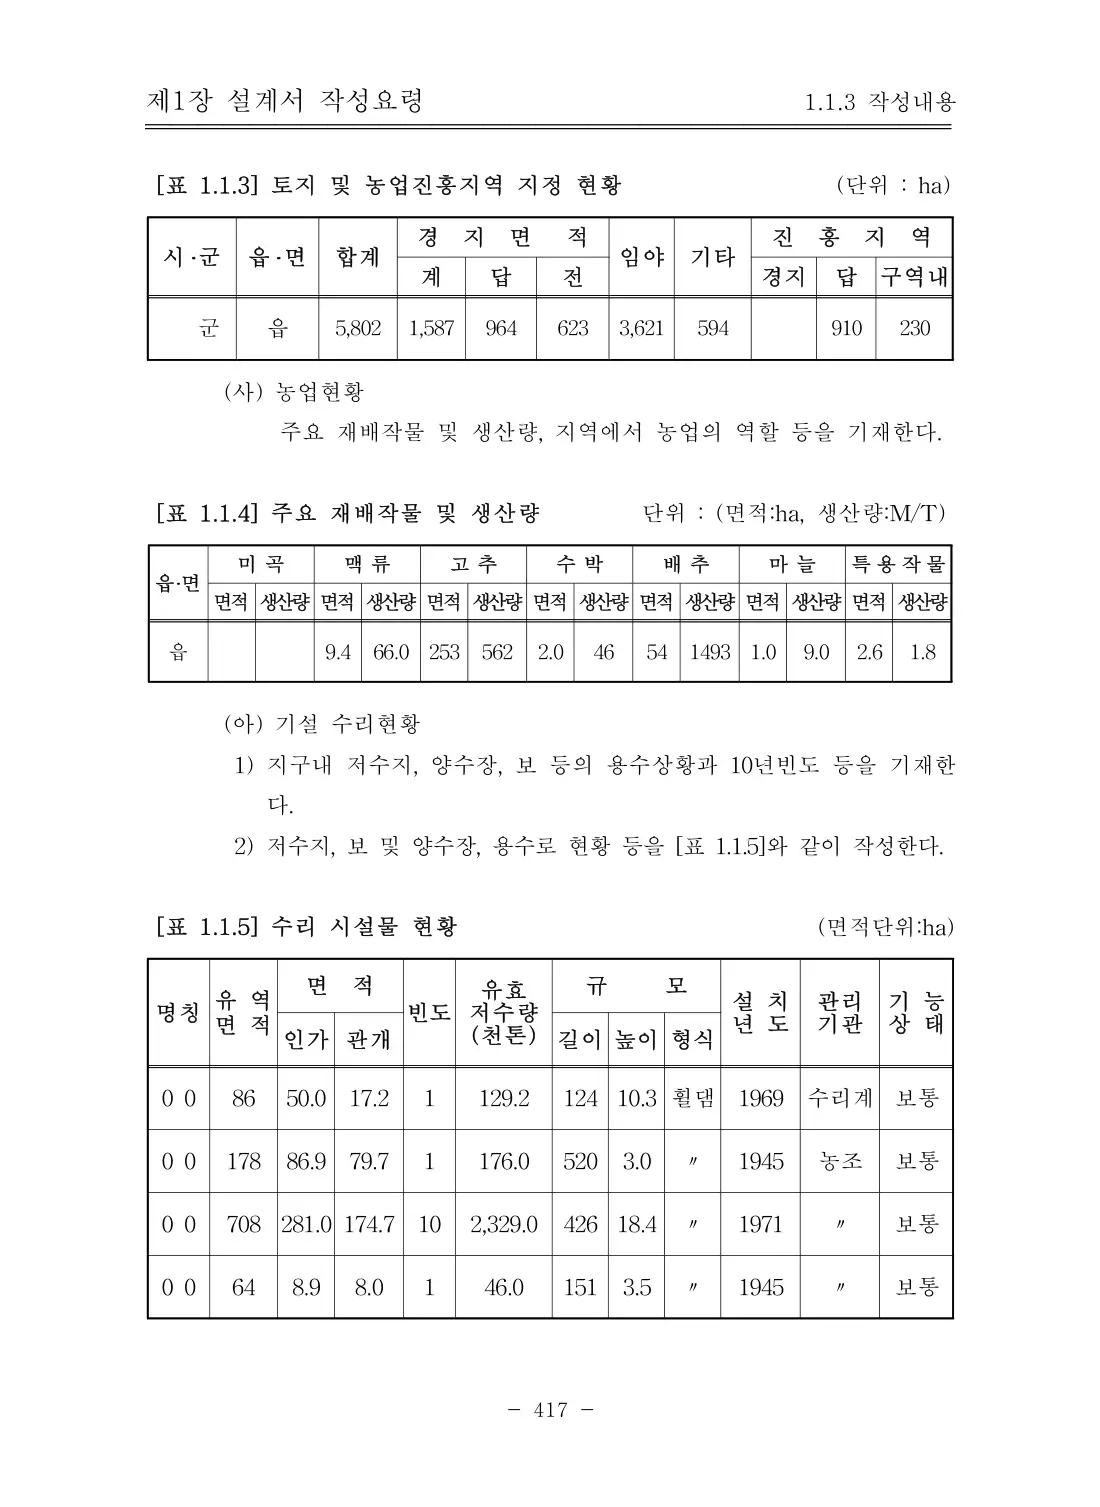 제1장 설계서 작성요령 1.1.3 작성내용
[표 1.1.3] 토지 및 농업진흥지역 지정 현황 (단위 : ha)
시·군 읍·면 합계 경 지 면 적 임야 기타 진 흥 지 역
계 답 전 경지 답 구역내
군 읍 5,802 1,587 964 623 3,621 594 910 230
(사) 농업현황
주요 재배작물 및 생산량, 지역에서 농업의 역할 등을 기재한다.
[표 1.1.4] 주요 재배작물 및 생산량 단위 : (면적:ha, 생산량:M/T)
읍·면 미 곡 맥 류 고 추 수 박 배 추 마 늘 특 용 작 물
면적 생산량 면적 생산량 면적 생산량 면적 생산량 면적 생산량 면적 생산량 면적 생산량
읍 9.4 66.0 253 562 2.0 46 54 1493 1.0 9.0 2.6 1.8
(아) 기설 수리현황
1) 지구내 저수지, 양수장, 보 등의 용수상황과 10년빈도 등을 기재한
다.
2) 저수지, 보 및 양수장, 용수로 현황 등을 [표 1.1.5]와 같이 작성한다.
[표 1.1.5] 수리 시설물 현황 (면적단위:ha)
명칭 유 역 면 적 면 적 빈도 유효 저수량 (천톤) 규 모 설 치 년 도 관리 기관 기 능 상 태
인가 관개 길이 높이 형식
0 0 86 50.0 17.2 1 129.2 124 10.3 휠댐 1969 수리계 보통
0 0 178 86.9 79.7 1 176.0 520 3.0 〃 1945 농조 보통
0 0 708 281.0 174.7 10 2,329.0 426 18.4 〃 1971 〃 보통
0 0 64 8.9 8.0 1 46.0 151 3.5 〃 1945 〃 보통
- 417 -